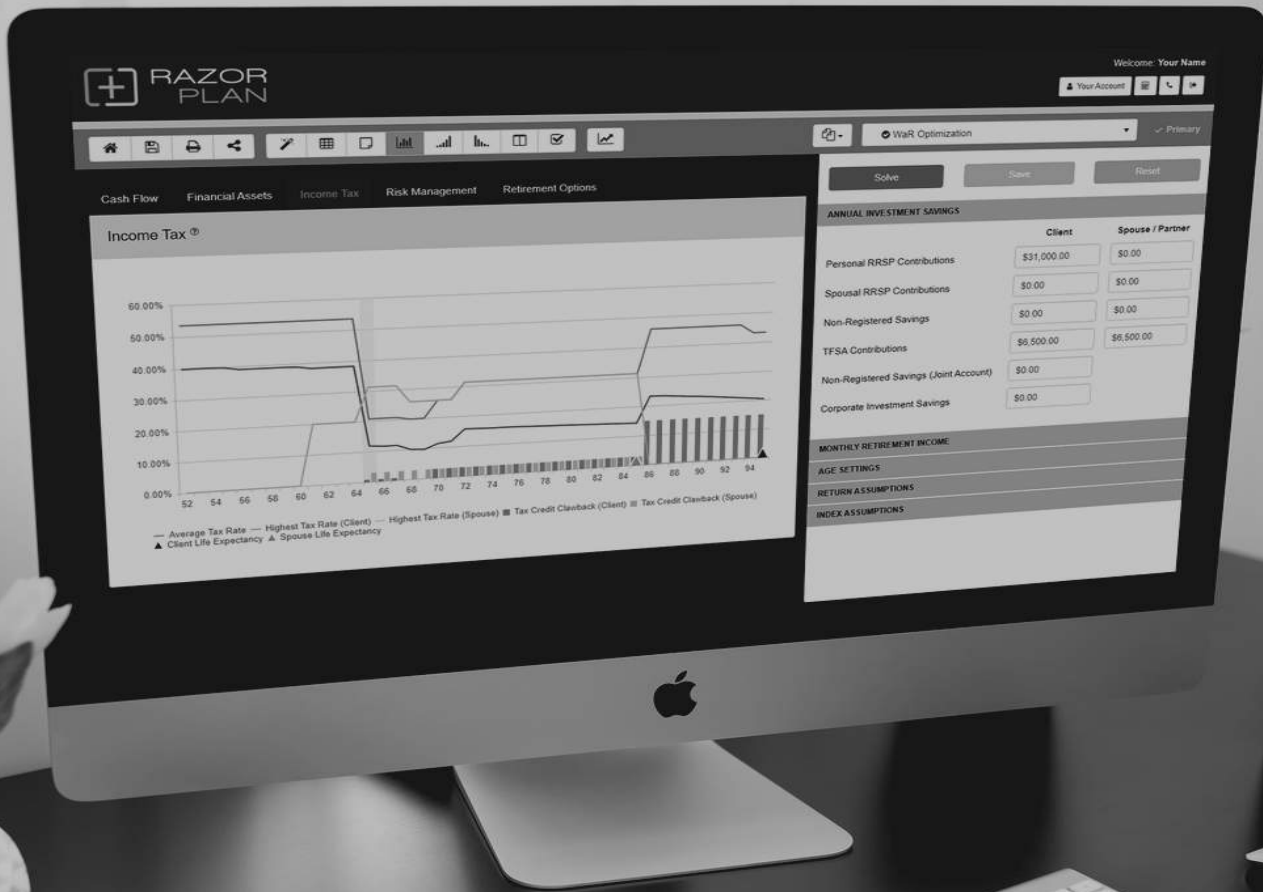 RAZOR
PLAN
Welcome: Your Name
Your Account
WaR Optimization
Primary
Cash Flow
Financial Assets
Income Tax
Risk Management
Retirement Options
Solve
Save
Reset
Income Tax
ANNUAL INVESTMENT SAVINGS
Client
Spouse / Partner
Personal RRSP Contributions $31,000.00 $0.00
Spousal RRSP Contributions $0.00 $0.00
Non-Registered Savings $0.00 $0.00
TFSA Contributions $6,500.00 $6,500.00
Non-Registered Savings (Joint Account) $0.00
Corporate Investment Savings $0.00
MONTHLY RETIREMENT INCOME
AGE SETTINGS
RETURN ASSUMPTIONS
INDEX ASSUMPTIONS
60.00%
50.00%
40.00%
30.00%
20.00%
10.00%
0.00%
52 54 56 58 60 62 64 66 68 70 72 74 76 78 80 82 84 86 88 90 92 94
Average Tax Rate Highest Tax Rate (Client) Highest Tax Rate (Spouse) Tax Credit Clawback (Client) Tax Credit Clawback (Spouse)
Client Life Expectancy Spouse Life Expectancy